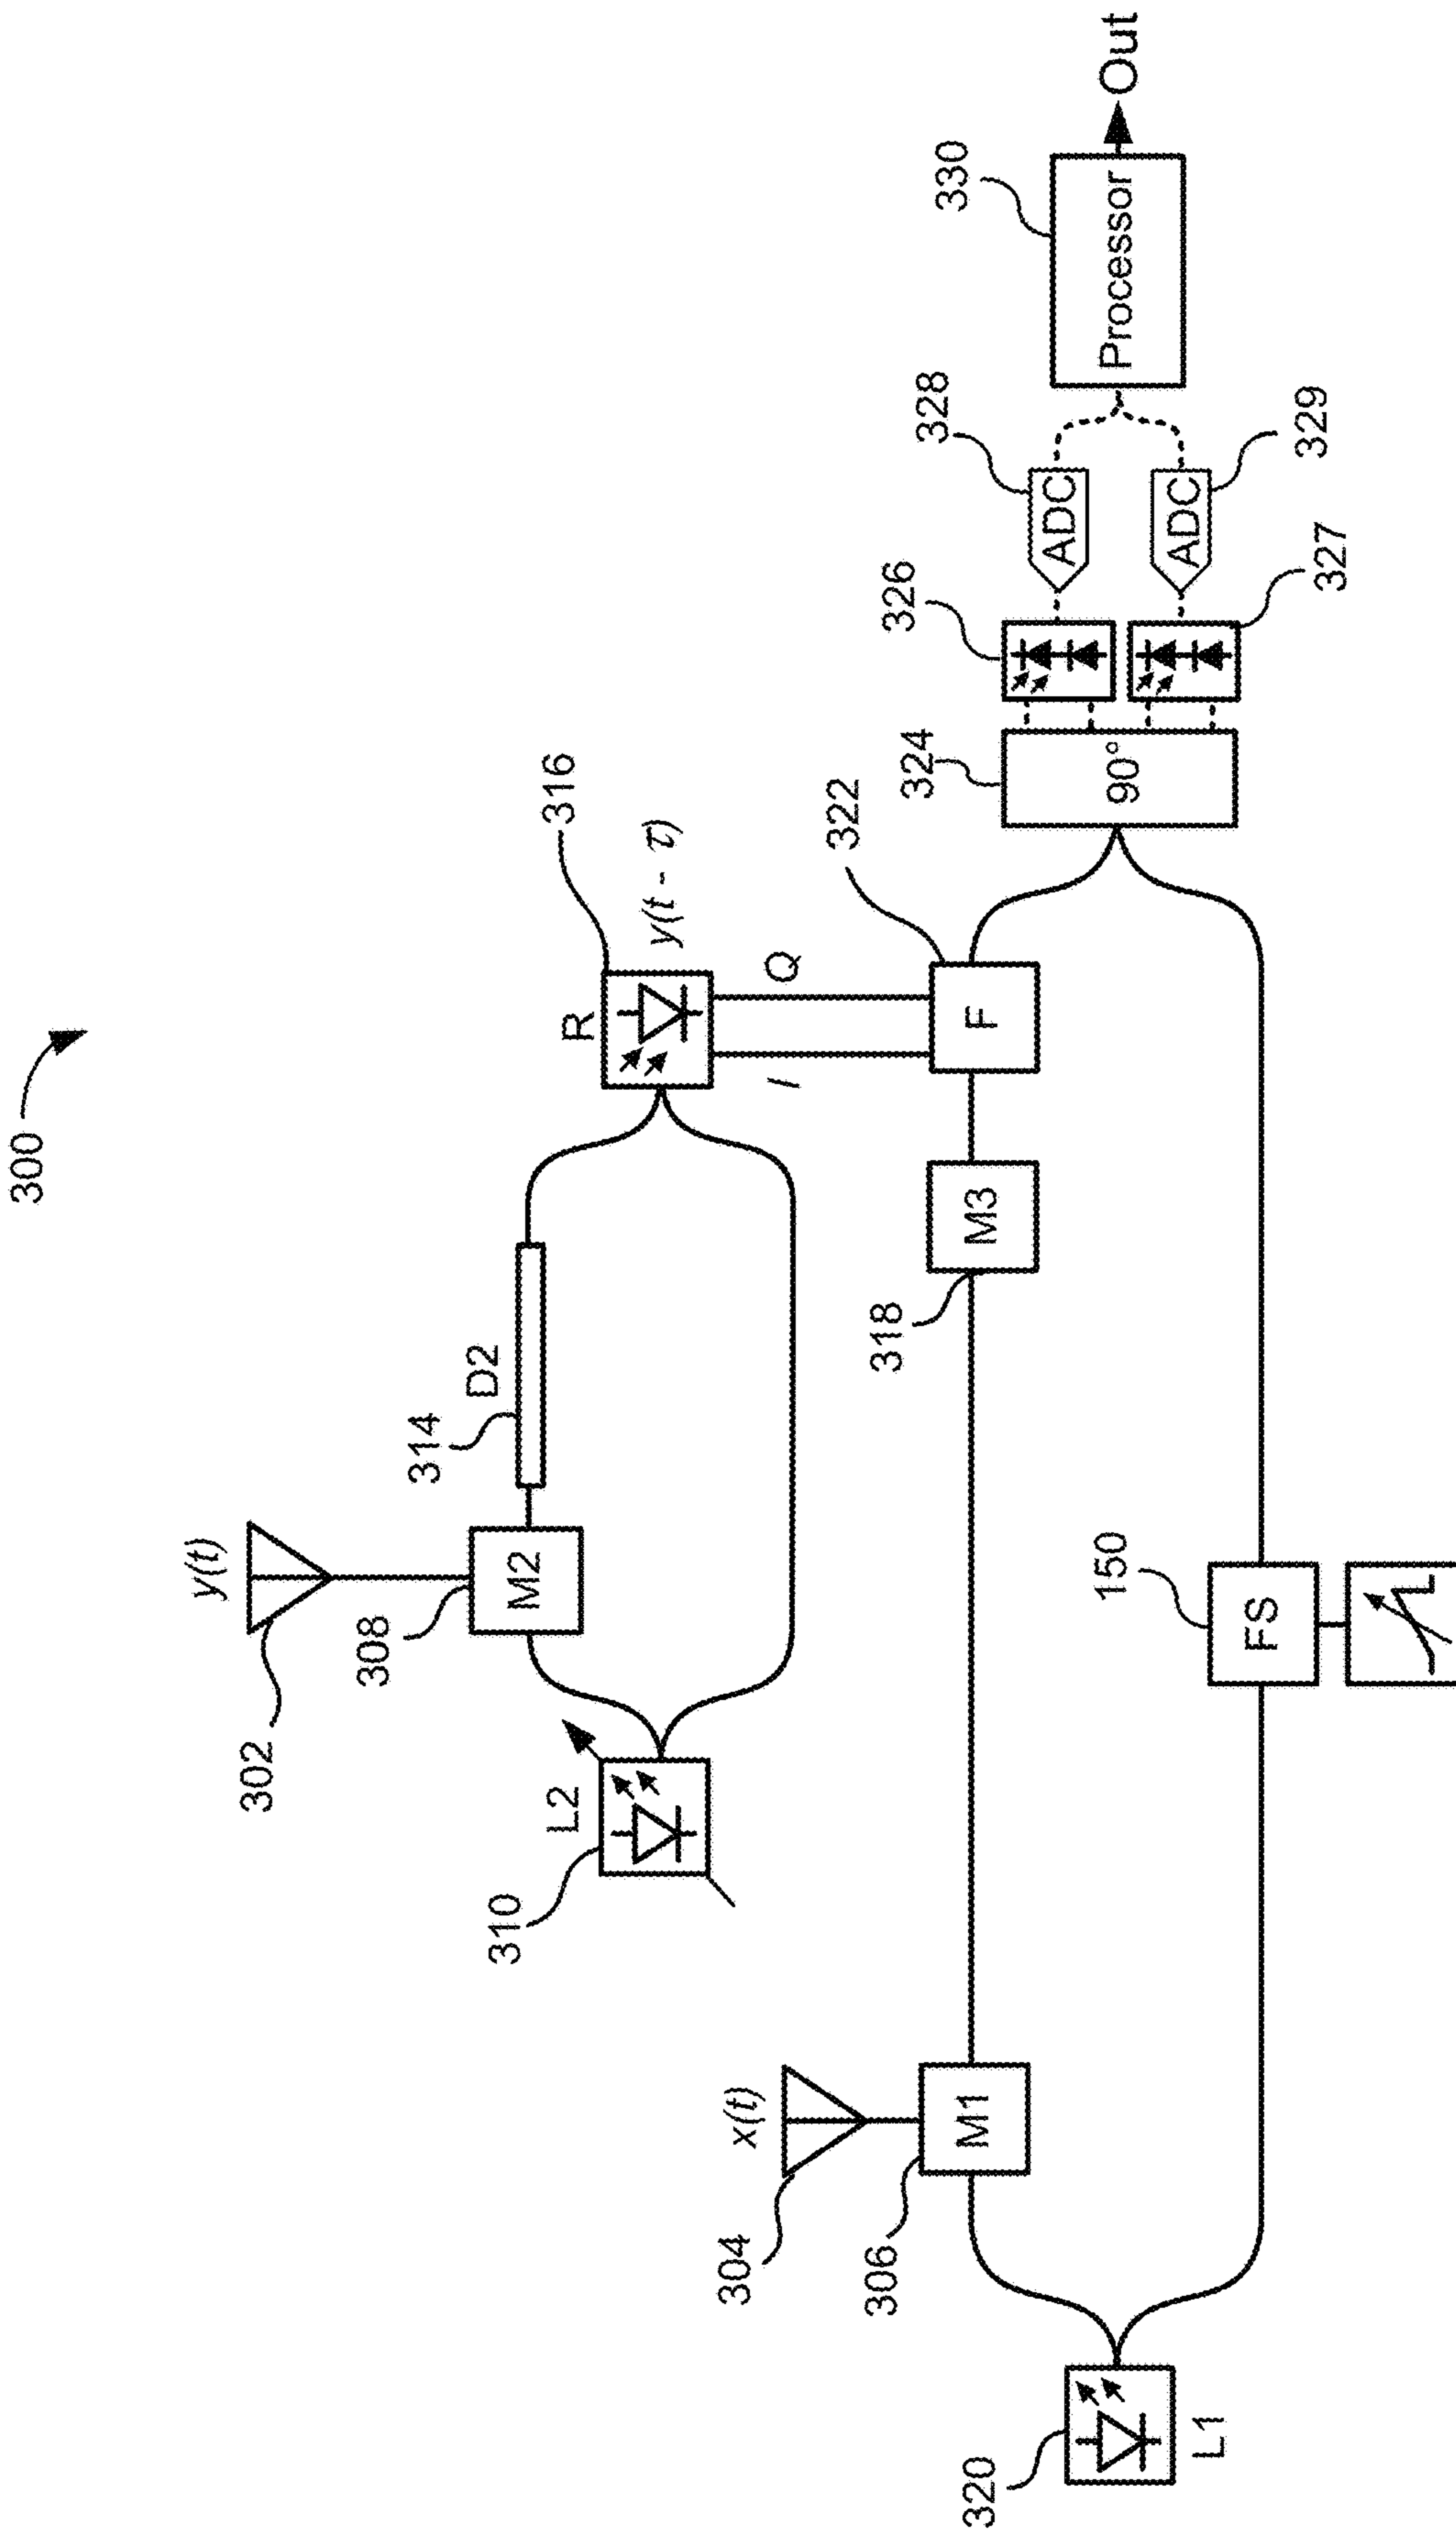 300
y(t)
302
308
M2
314
D2
L2
310
R
316
y(t - τ)
I
Q
x(t)
304
306
M1
318
M3
322
F
324
90°
326
327
328
ADC
ADC
329
330
Processor
Out
320
L1
150
FS